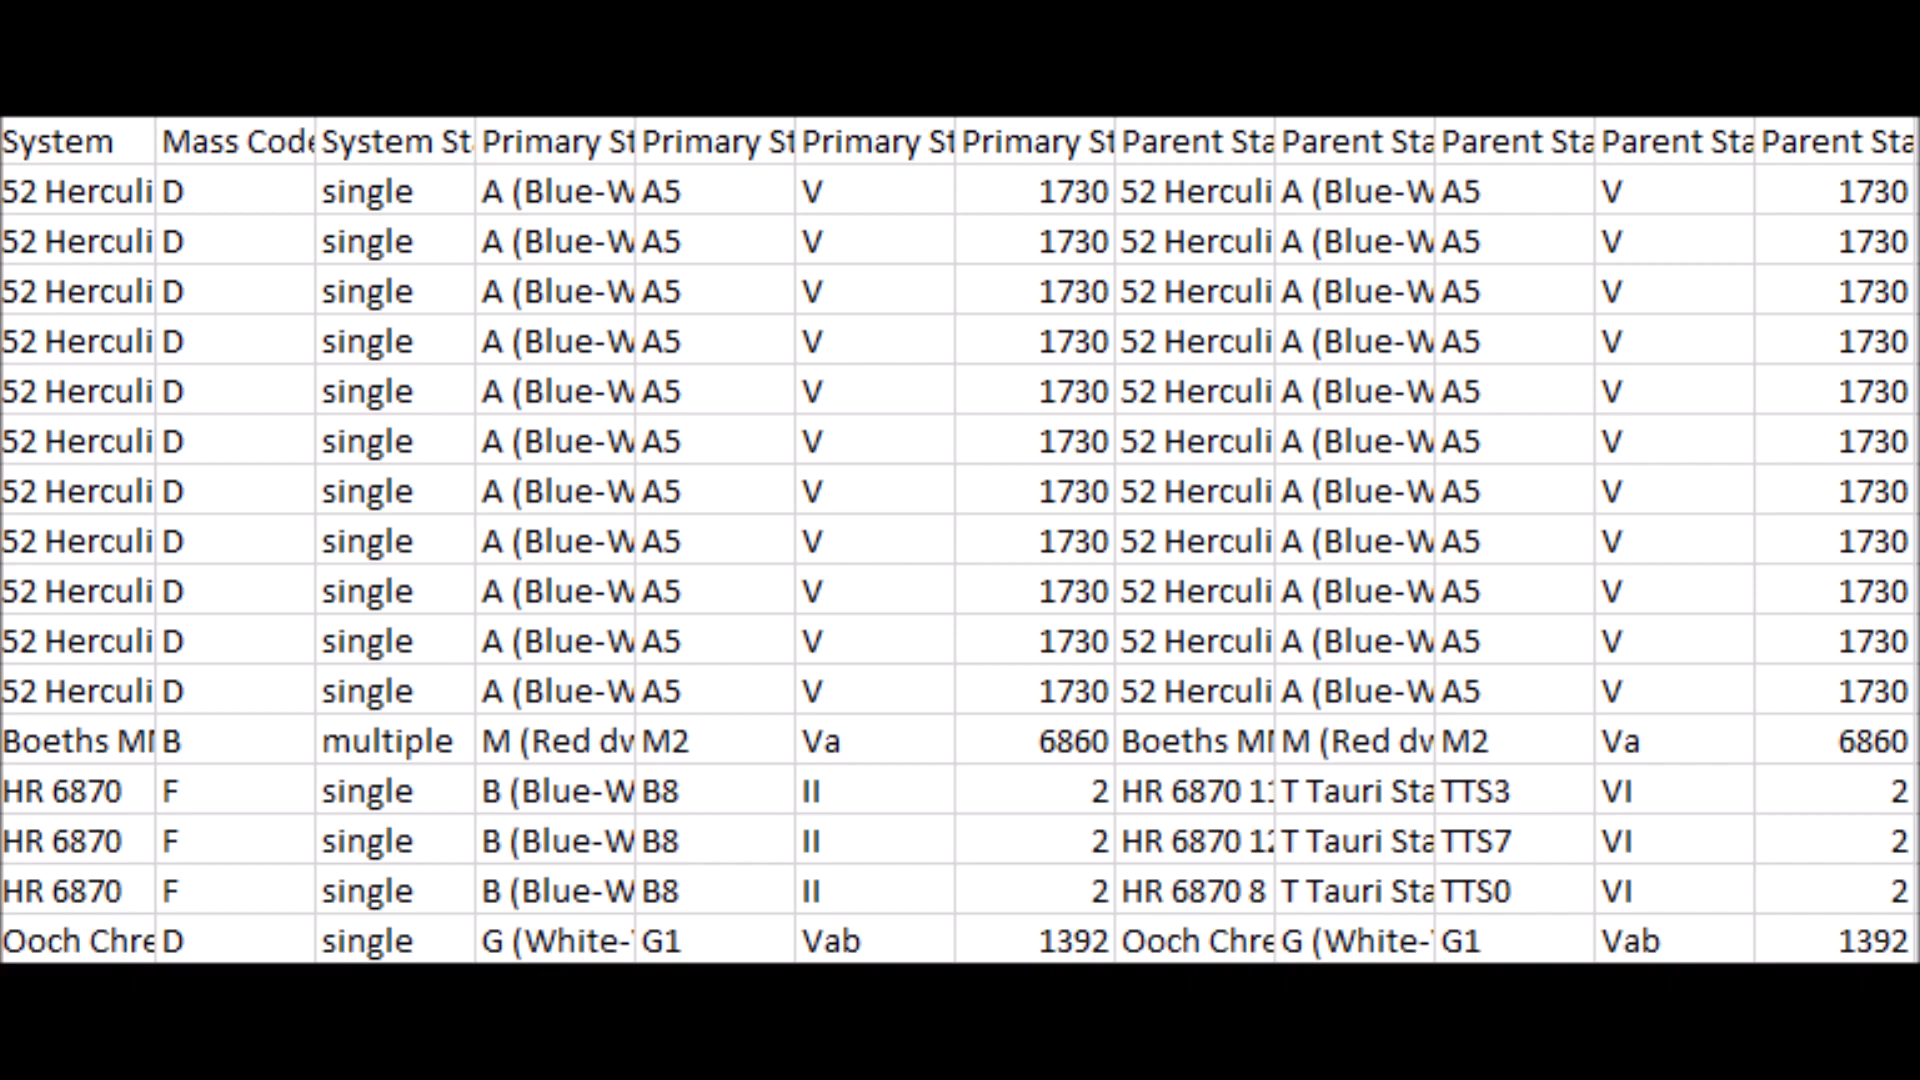 System Mass Code System St Primary St Primary St Primary St Primary St Parent Sta Parent Sta Parent Sta Parent Sta Parent Sta
52 Herculi D single A (Blue-W A5 V 1730 52 Herculi A (Blue-W A5 V 1730
52 Herculi D single A (Blue-W A5 V 1730 52 Herculi A (Blue-W A5 V 1730
52 Herculi D single A (Blue-W A5 V 1730 52 Herculi A (Blue-W A5 V 1730
52 Herculi D single A (Blue-W A5 V 1730 52 Herculi A (Blue-W A5 V 1730
52 Herculi D single A (Blue-W A5 V 1730 52 Herculi A (Blue-W A5 V 1730
52 Herculi D single A (Blue-W A5 V 1730 52 Herculi A (Blue-W A5 V 1730
52 Herculi D single A (Blue-W A5 V 1730 52 Herculi A (Blue-W A5 V 1730
52 Herculi D single A (Blue-W A5 V 1730 52 Herculi A (Blue-W A5 V 1730
52 Herculi D single A (Blue-W A5 V 1730 52 Herculi A (Blue-W A5 V 1730
52 Herculi D single A (Blue-W A5 V 1730 52 Herculi A (Blue-W A5 V 1730
52 Herculi D single A (Blue-W A5 V 1730 52 Herculi A (Blue-W A5 V 1730
Boeths MM B multiple M (Red dw M2 Va 6860 Boeths MM M (Red dw M2 Va 6860
HR 6870 F single B (Blue-W B8 II 2 HR 6870 11 T Tauri Sta TTS3 VI 2
HR 6870 F single B (Blue-W B8 II 2 HR 6870 12 T Tauri Sta TTS7 VI 2
HR 6870 F single B (Blue-W B8 II 2 HR 6870 8 T Tauri Sta TTS0 VI 2
Ooch Chre D single G (White- G1 Vab 1392 Ooch Chre G (White- G1 Vab 1392